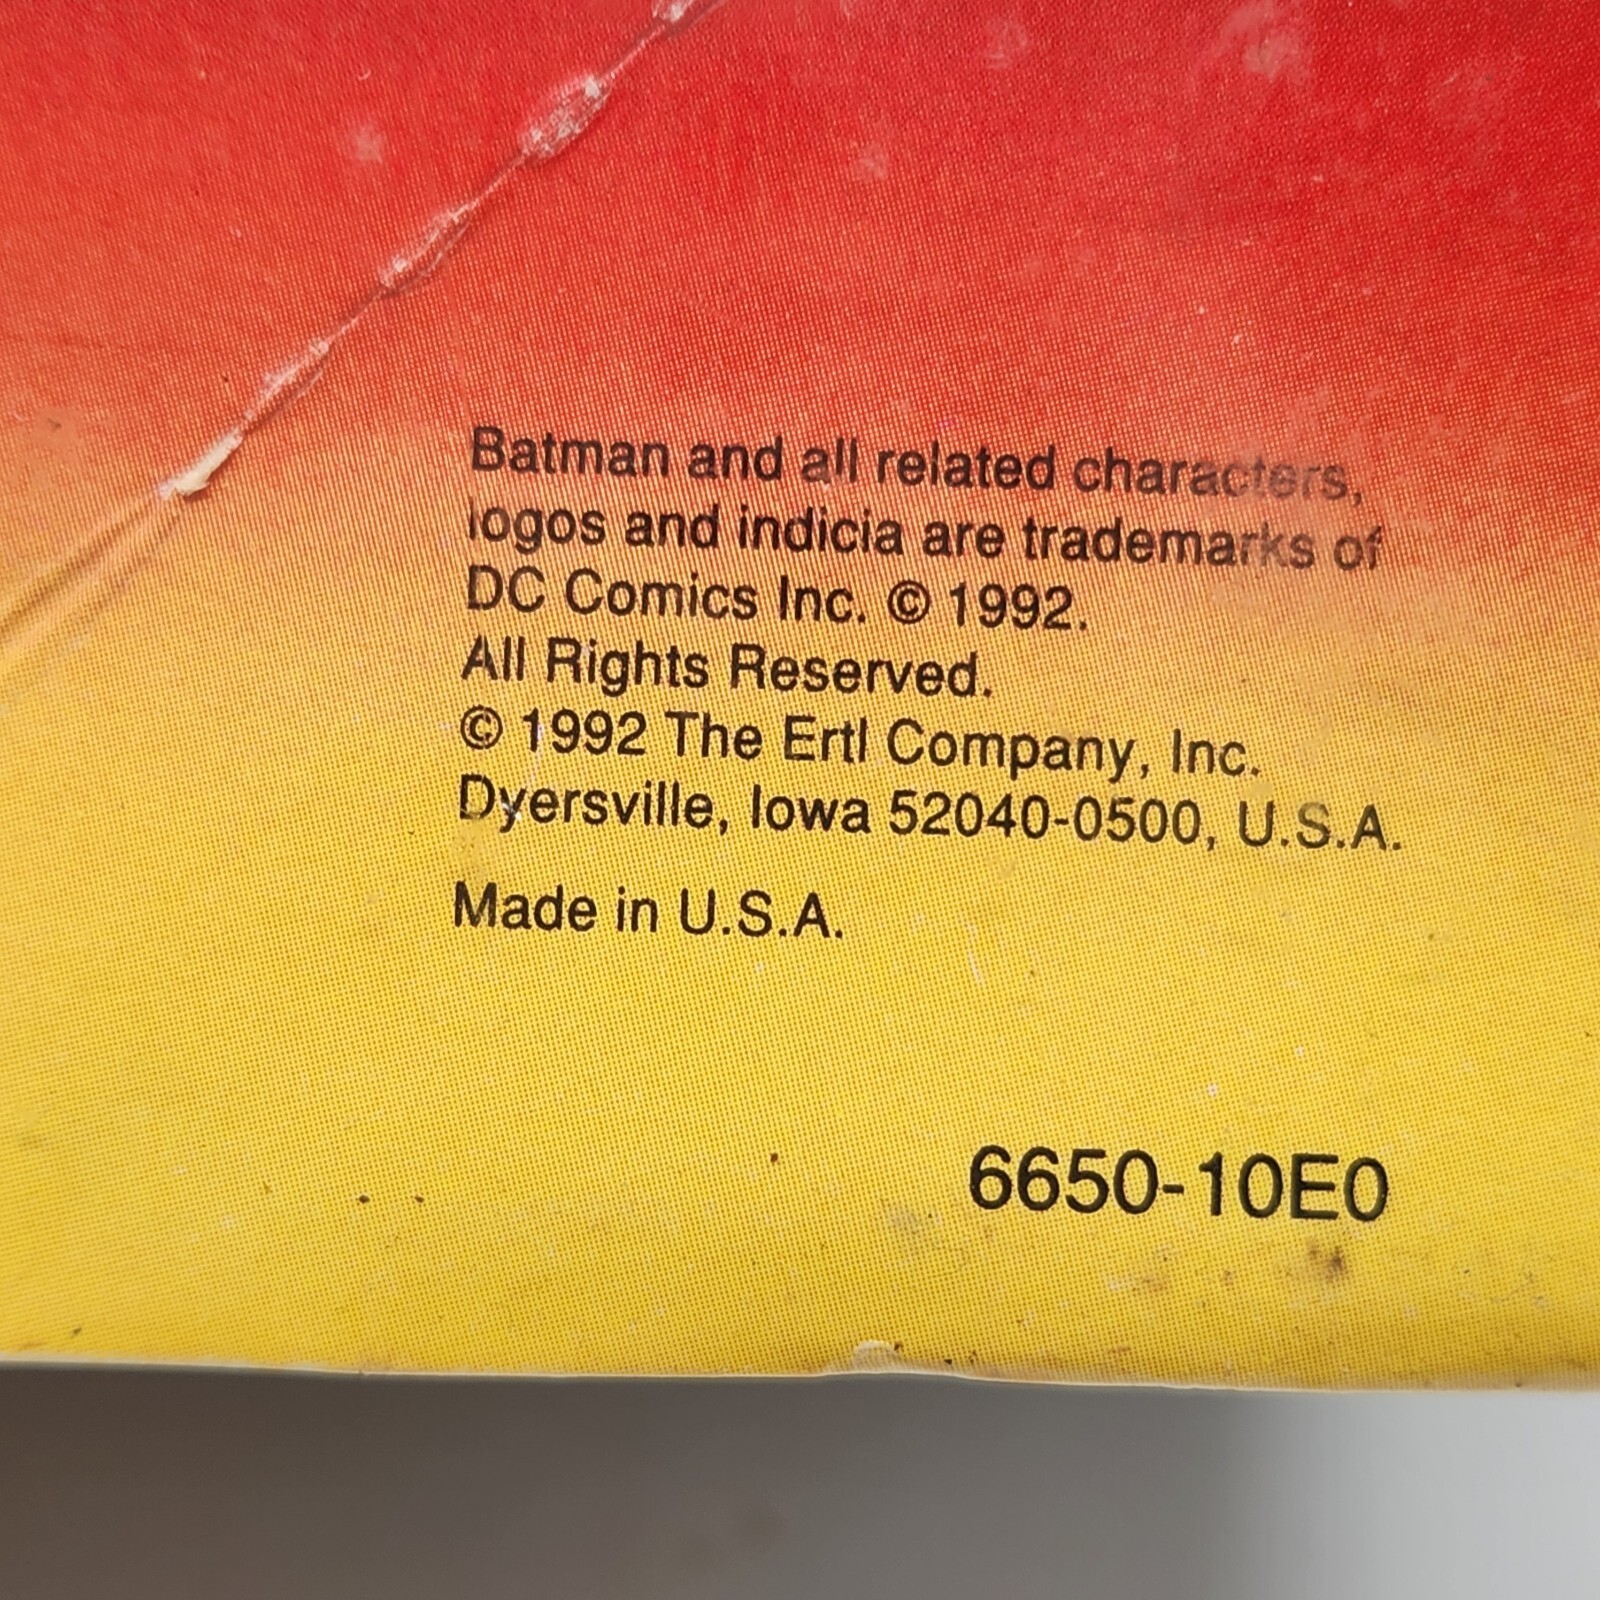 Batman and all related characters,
logos and indicia are trademarks of
DC Comics Inc. © 1992.
All Rights Reserved.
© 1992 The Ertl Company, Inc.
Dyersville, Iowa 52040-0500, U.S.A.
Made in U.S.A.
6650-10E0